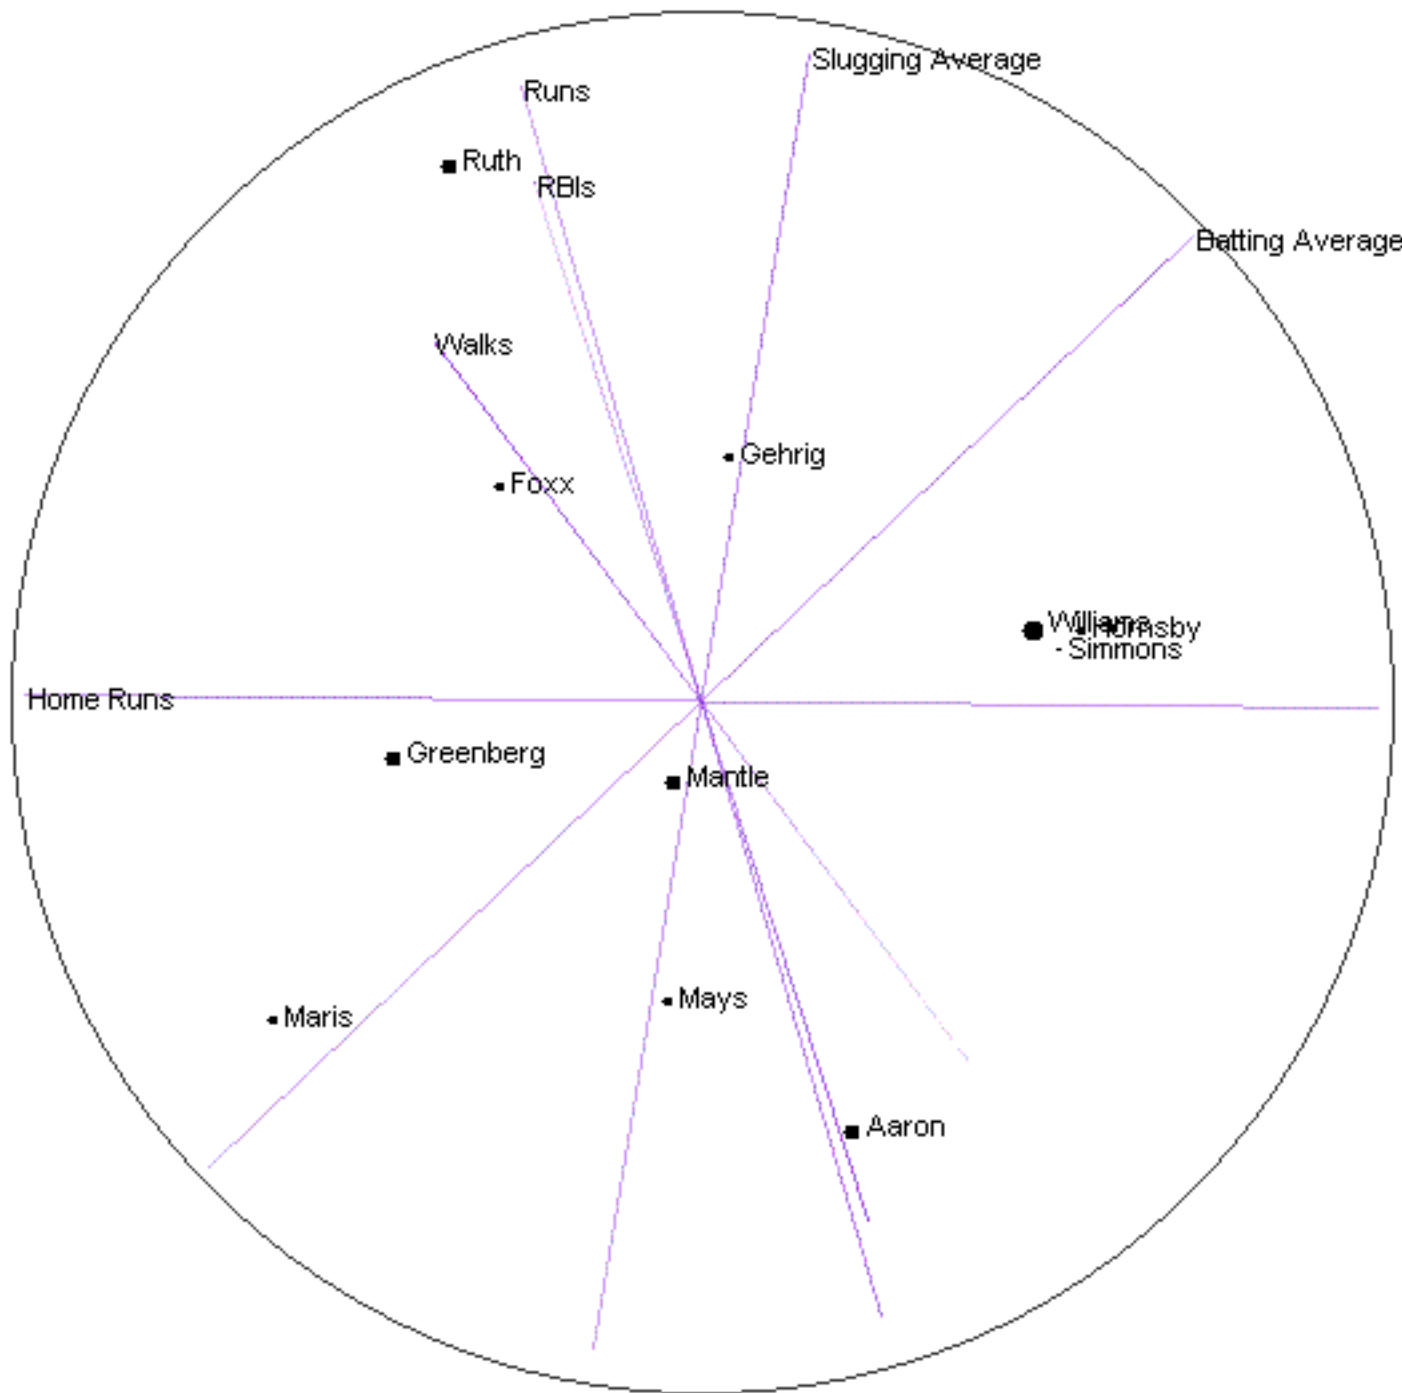 Slugging Average
Runs
Ruth
RBIs
Batting Average
Walks
Gehrig
Foxx
Williams
Hornsby
Simmons
Home Runs
Greenberg
Mantle
Mays
Maris
Aaron